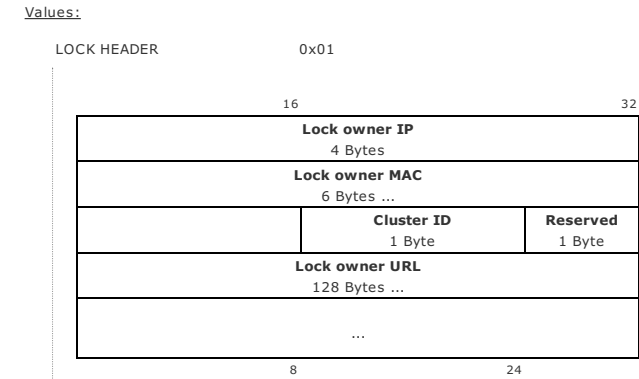 Values:
LOCK HEADER 0x01
16 32
Lock owner IP
4 Bytes
Lock owner MAC
6 Bytes ...
Cluster ID Reserved
1 Byte 1 Byte
Lock owner URL
128 Bytes ...
...
8 24